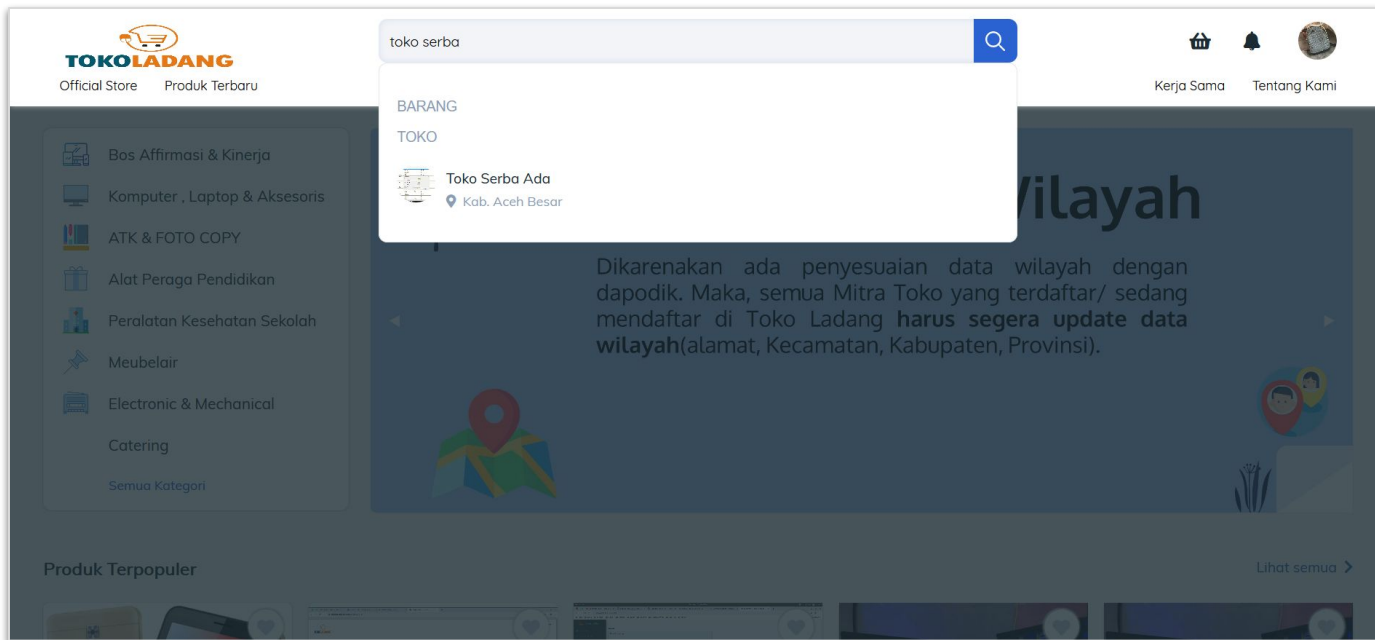 TOKOLADANG
toko serba
Official Store
Produk Terbaru
Kerja Sama
Tentang Kami
BARANG
TOKO
Toko Serba Ada
Kab. Aceh Besar
Bos Affirmasi & Kinerja
Komputer , Laptop & Aksesoris
ATK & FOTO COPY
Alat Peraga Pendidikan
Peralatan Kesehatan Sekolah
Meubelair
Electronic & Mechanical
Catering
Semua Kategori
Dikarenakan ada penyesuaian data wilayah dengan
dapodik. Maka, semua Mitra Toko yang terdaftar/ sedang
mendaftar di Toko Ladang harus segera update data
wilayah(alamat, Kecamatan, Kabupaten, Provinsi).
Produk Terpopuler
Lihat semua